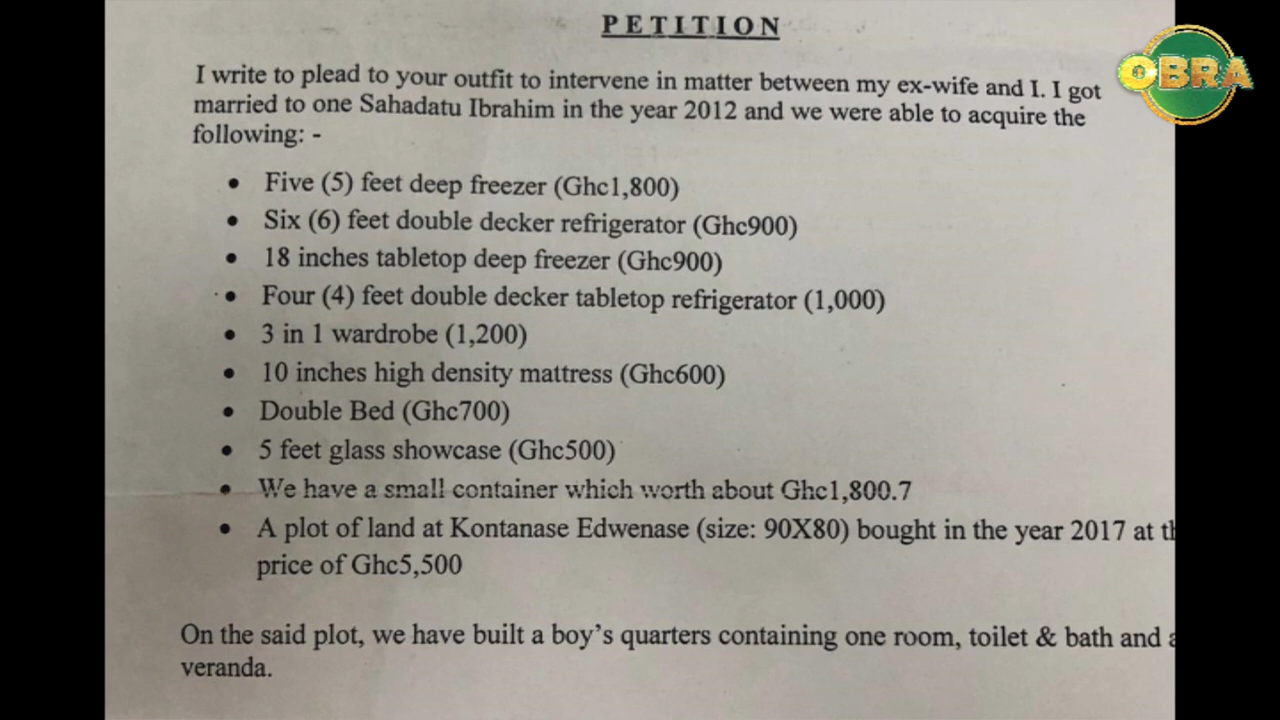 PETITION
OBRA
I write to plead to your outfit to intervene in matter between my ex-wife and I. I got
married to one Sahadatu Ibrahim in the year 2012 and we were able to acquire the
following: -
• Five (5) feet deep freezer (Ghc1,800)
• Six (6) feet double decker refrigerator (Ghc900)
• 18 inches tabletop deep freezer (Ghc900)
• Four (4) feet double decker tabletop refrigerator (1,000)
• 3 in 1 wardrobe (1,200)
• 10 inches high density mattress (Ghc600)
• Double Bed (Ghc700)
• 5 feet glass showcase (Ghc500)
• We have a small container which worth about Ghc1,800.7
• A plot of land at Kontanase Edwenase (size: 90X80) bought in the year 2017 at
price of Ghc5,500
On the said plot, we have built a boy's quarters containing one room, toilet & bath and
veranda.